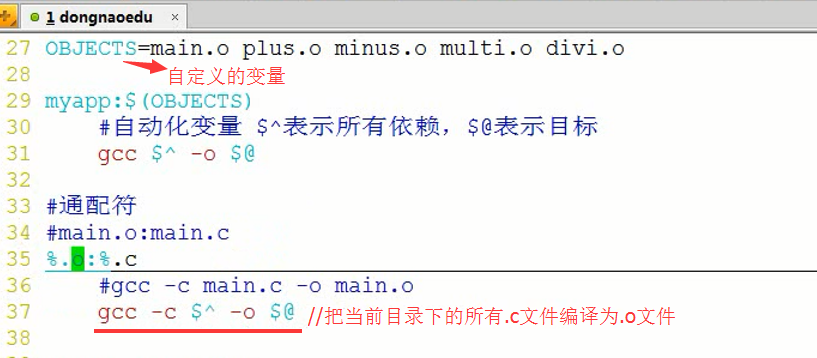 1 dongnaoedu ×
27 OBJECTS=main.o plus.o minus.o multi.o divi.o
28 自定义的变量
29 myapp:$(OBJECTS)
30 #自动化变量 $^表示所有依赖，$@表示目标
31 gcc $^ -o $@
32
33 #通配符
34 #main.o:main.c
35 %.o:%.c
36 #gcc -c main.c -o main.o
37 gcc -c $^ -o $@ //把当前目录下的所有.c文件编译为.o文件
38